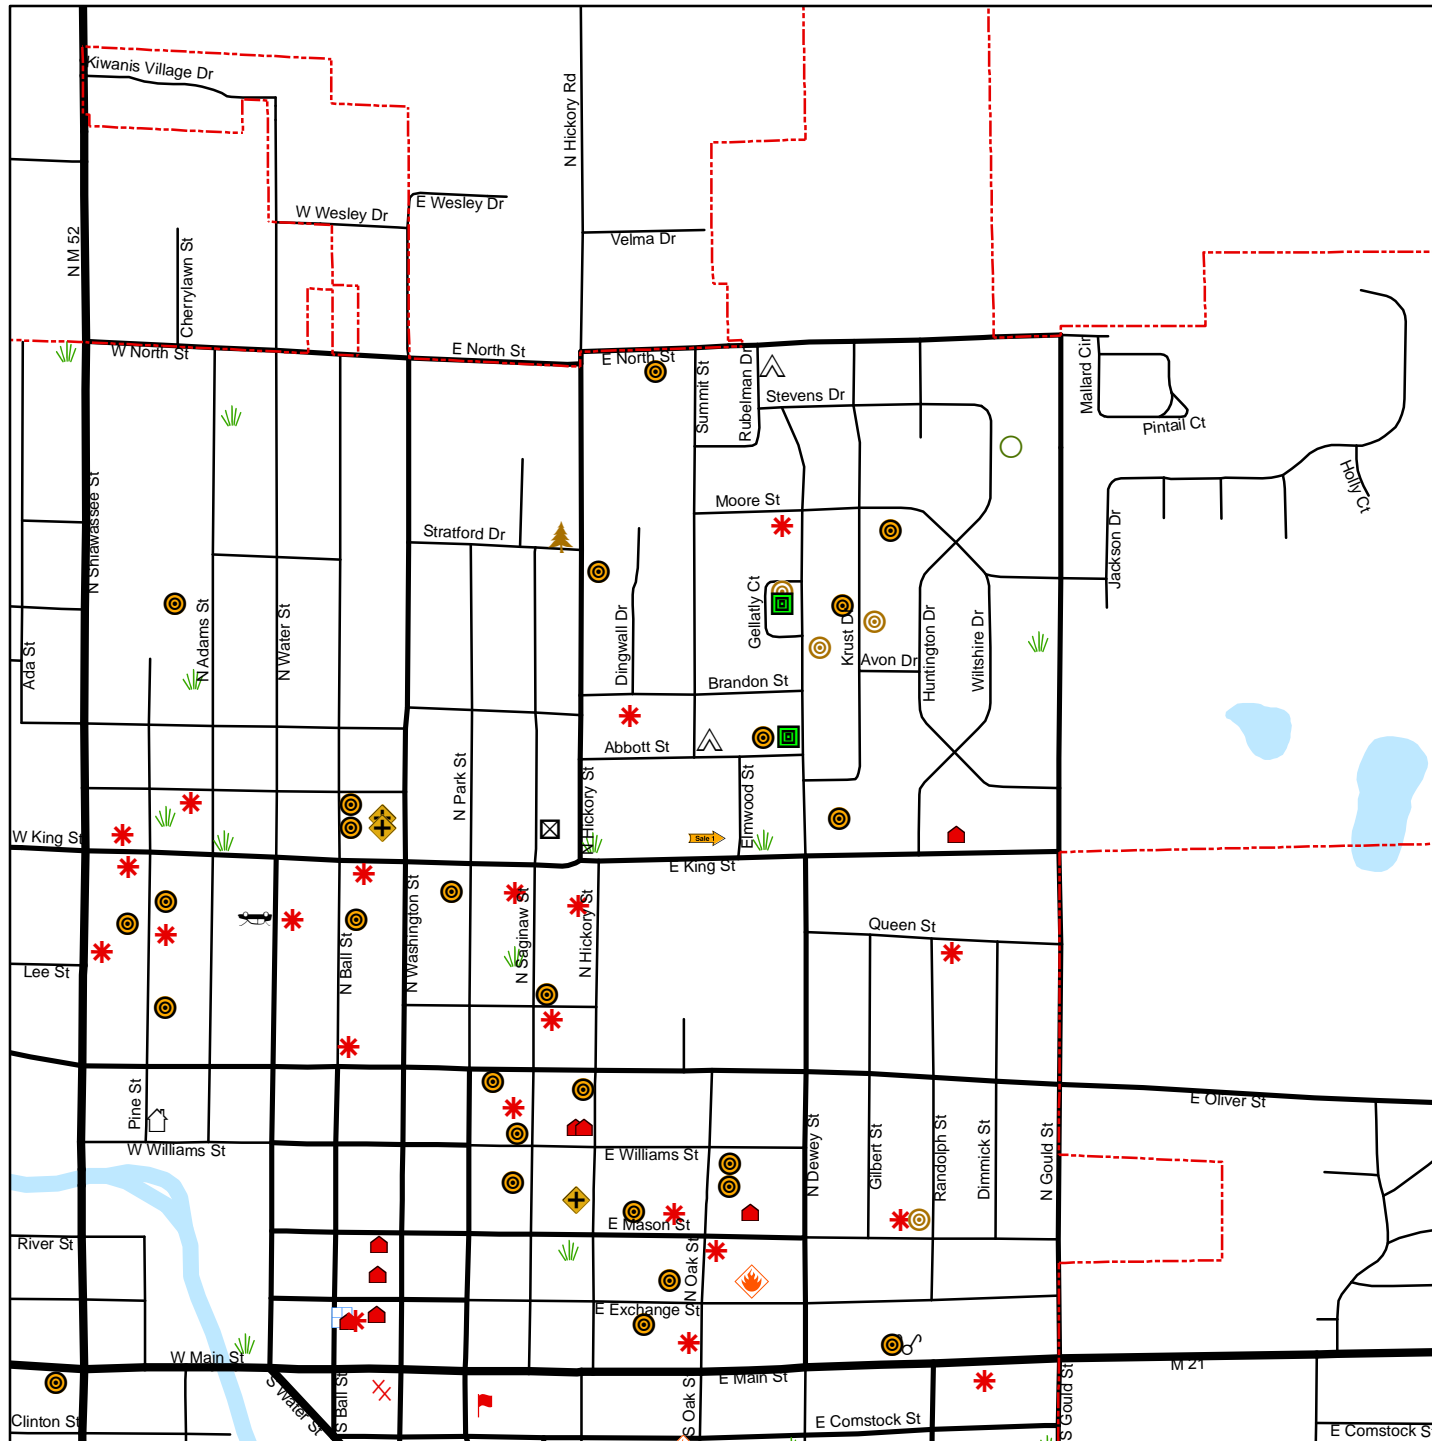 Kiwanis Village Dr
N Hickory Rd
E Wesley Dr
W Wesley Dr
Velma Dr
N M 52
Cherrylawn St
W North St
E North St
E North St
Summit St
Rubelman Dr
Stevens Dr
Mallard Cir
Pintail Ct
Holly Ct
N Shiawassee St
Moore St
Stratford Dr
Jackson Dr
Ada St
N Adams St
N Water St
Dingwall Dr
Gellatly Ct
Krust Dr
Avon Dr
Huntington Dr
Wiltshire Dr
Brandon St
Abbott St
N Park St
N Hickory St
Elmwood St
Sale 1
W King St
E King St
Queen St
N Ball St
N Washington St
N Saginaw St
N Hickory St
Lee St
Pine St
W Williams St
E Williams St
N Dewey St
Gilbert St
Randolph St
Dimmick St
N Gould St
E Oliver St
River St
E Mason St
N Oak St
E Exchange St
W Main St
E Main St
M 21
S Water St
S Ball St
S Oak S
S Gould St
Clinton St
E Comstock St
E Comstock S